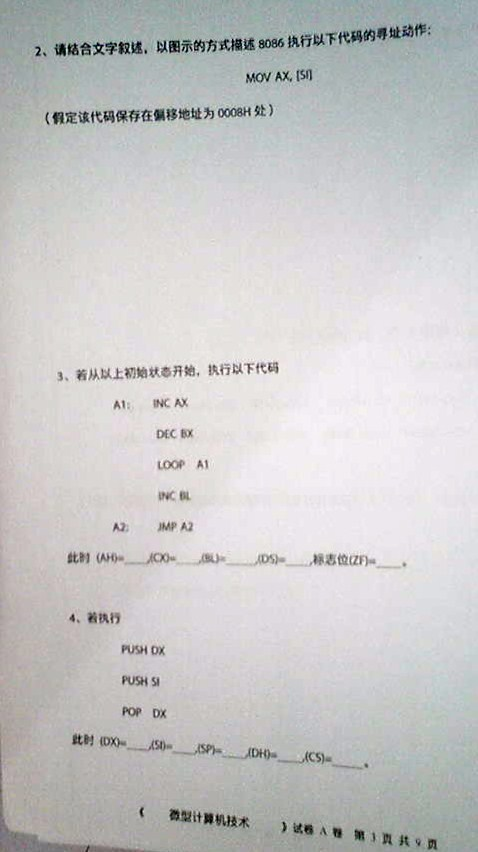 2、请结合文字叙述，以图示的方式描述 8086 执行以下代码的寻址动作：
MOV AX, [SI]
（假定该代码保存在偏移地址为 0008H 处）
3、若从以上初始状态开始，执行以下代码
A1: INC AX
DEC BX
LOOP A1
INC BL
A2: JMP A2
此时 (AH)=____,(CX)=____,(BL)=____,(DS)=____,标志位(ZF)=____。
4、若执行
PUSH DX
PUSH SI
POP DX
此时 (DX)=____,(SI)=____,(SP)=____,(DH)=____,(CS)=____。
《 微型计算机技术 》试卷 A 卷 第 3 页 共 9 页